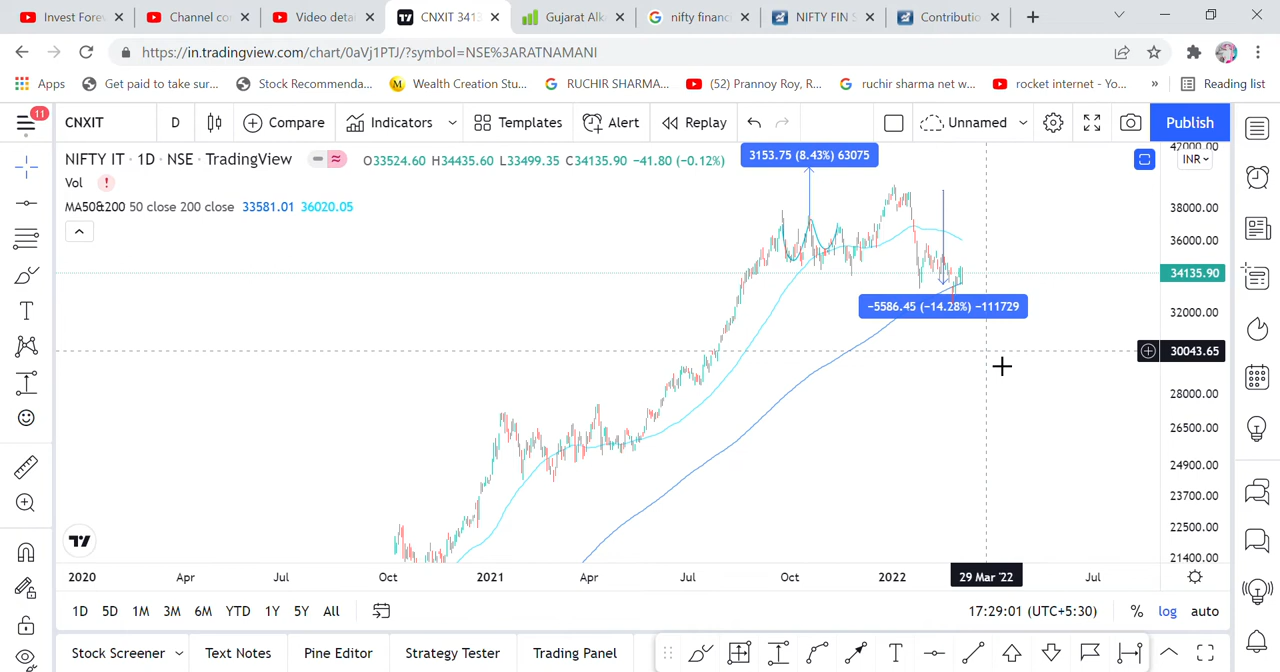 Invest Fore
Channel co
Video deta
CNXIT 341
Gujarat Alk
nifty financ
NIFTY FIN S
Contributio
https://in.tradingview.com/chart/0aVj1PTJ/?symbol=NSE%3ARATNAMANI
Apps
Get paid to take sur...
Stock Recommenda...
Wealth Creation Stu...
RUCHIR SHARMA...
(52) Prannoy Roy, R...
ruchir sharma net w...
rocket internet - Yo...
»
Reading list
11
CNXIT
D
Compare
Indicators
Templates
Alert
Replay
Unnamed
Publish
NIFTY IT · 1D · NSE · TradingView
O33524.60 H34435.60 L33499.35 C34135.90 −41.80 (−0.12%)
Vol !
MA50&200 50 close 200 close 33581.01 36020.05
3153.75 (8.43%) 63075
−5586.45 (−14.28%) −111729
47000.00
INR
38000.00
36000.00
34135.90
32000.00
30043.65
28000.00
26500.00
24900.00
23700.00
22500.00
21400.00
2020 Apr Jul Oct 2021 Apr Jul Oct 2022 29 Mar '22 Jul
1D 5D 1M 3M 6M YTD 1Y 5Y All
17:29:01 (UTC+5:30)
% log auto
Stock Screener
Text Notes
Pine Editor
Strategy Tester
Trading Panel